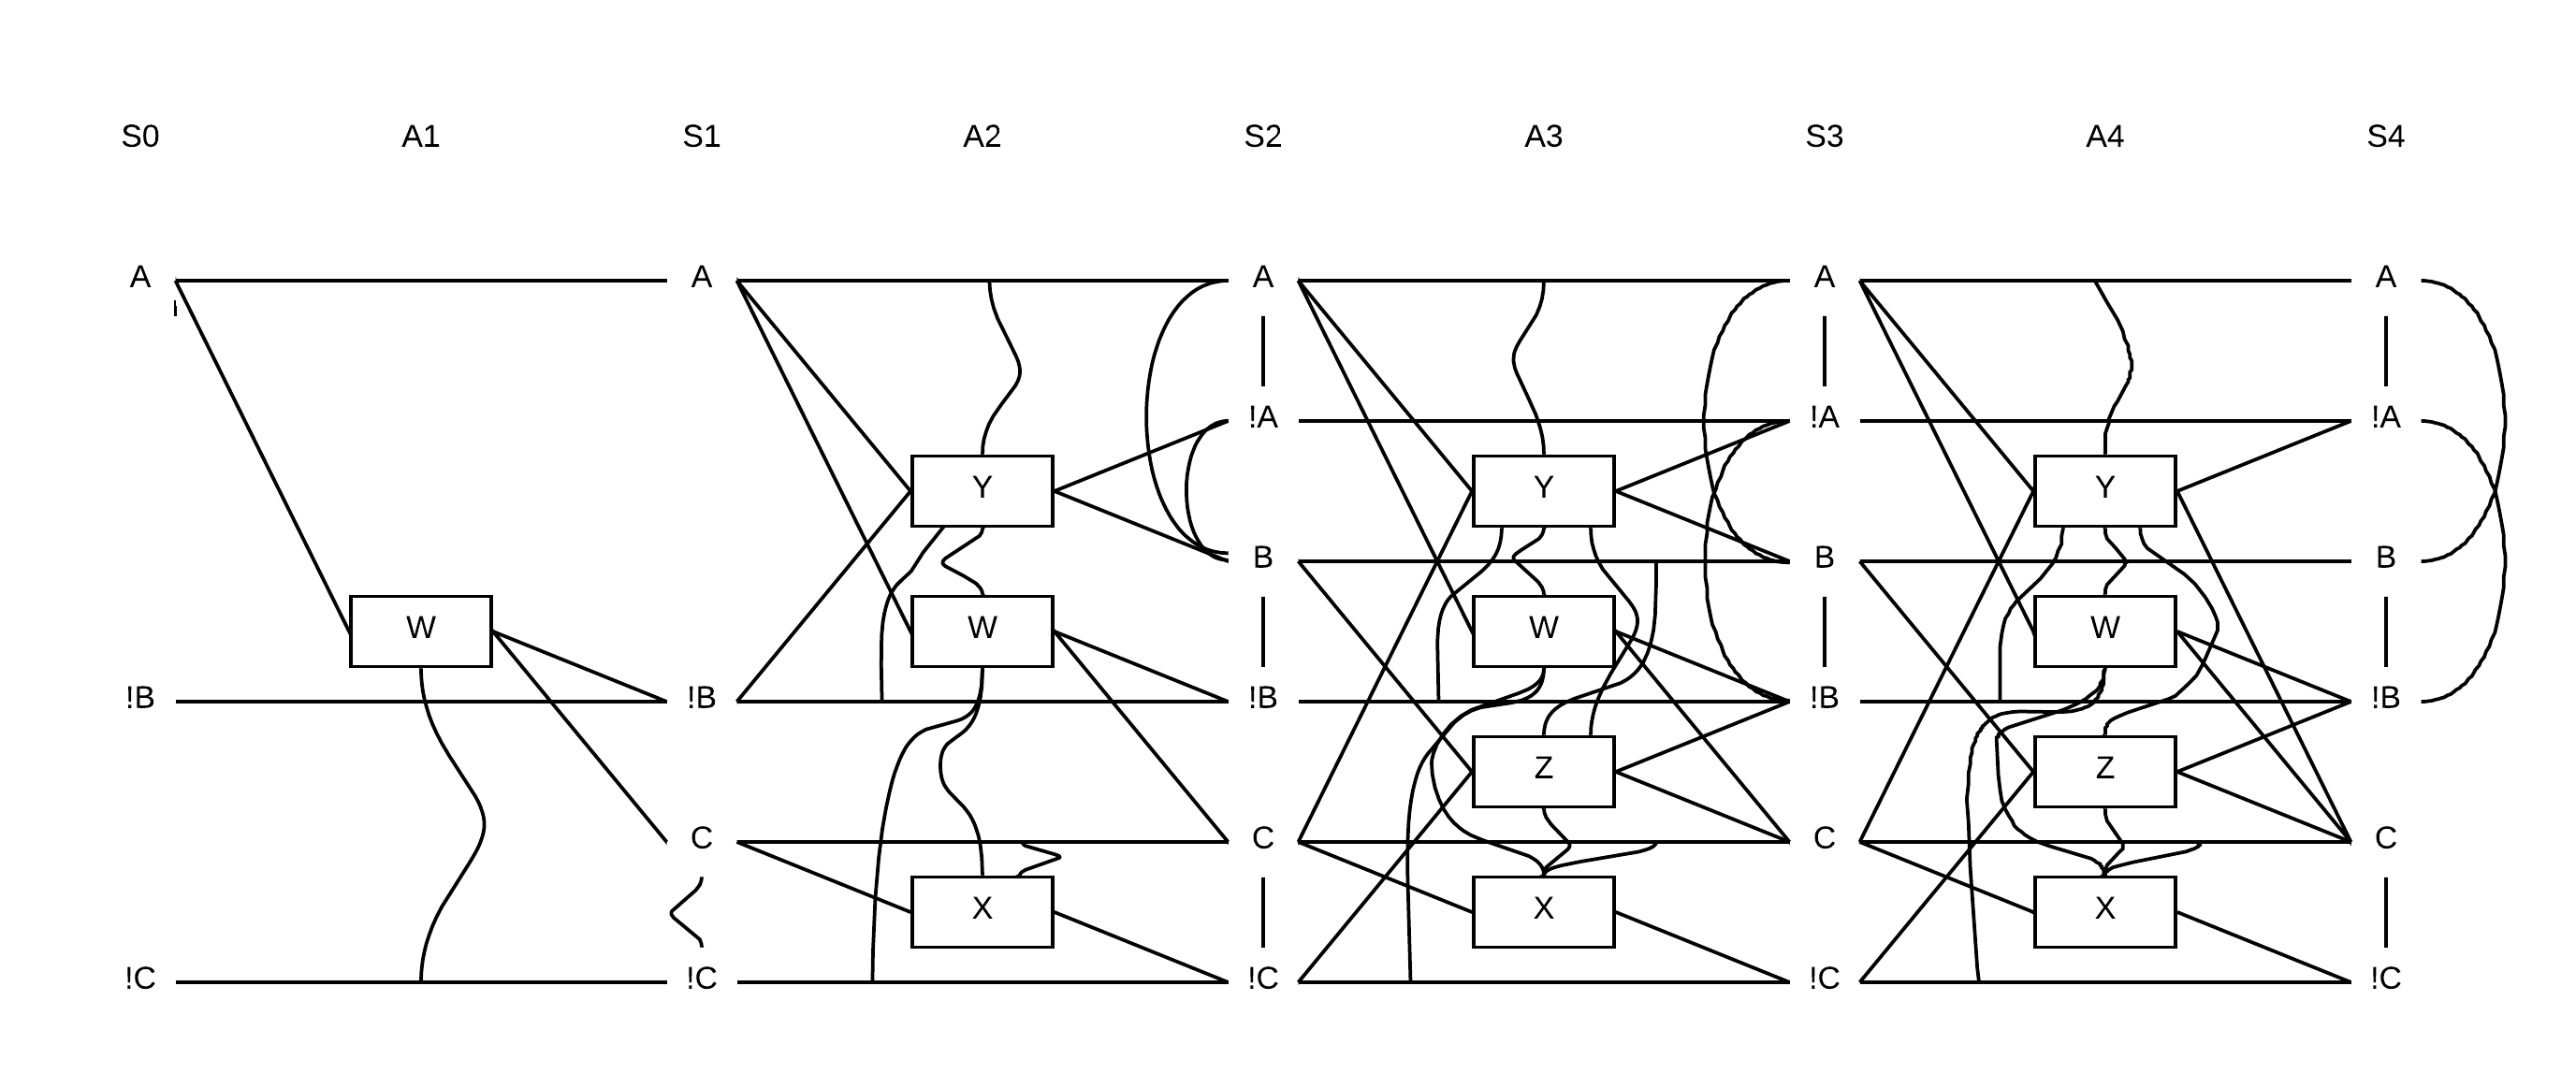 S0 A1 S1 A2 S2 A3 S3 A4 S4
A A A A A
!A !A !A
Y Y Y
B B B
W W W W
!B !B !B !B !B
Z Z
C C C C
X X X
!C !C !C !C !C